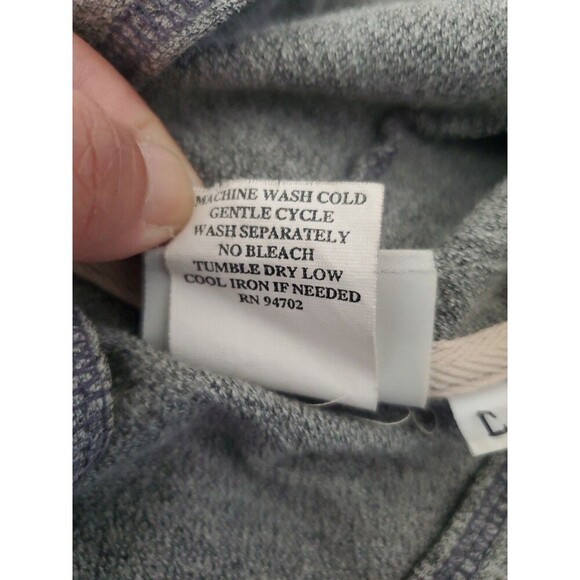 MACHINE WASH COLD
GENTLE CYCLE
WASH SEPARATELY
NO BLEACH
TUMBLE DRY LOW
COOL IRON IF NEEDED
RN 94702